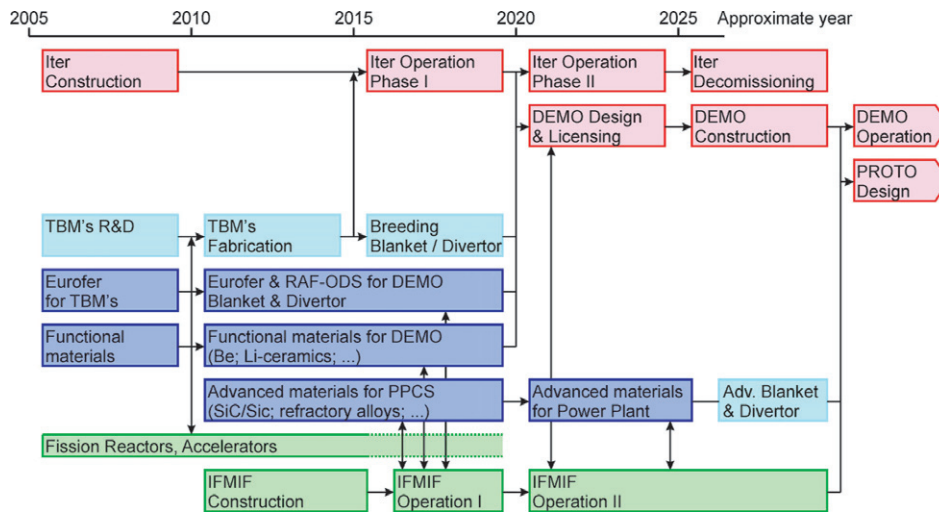 2005 2010 2015 2020 2025 Approximate year
Iter
Construction
Iter Operation
Phase I
Iter Operation
Phase II
Iter
Decomissioning
DEMO Design
& Licensing
DEMO
Construction
DEMO
Operation
PROTO
Design
TBM's R&D
TBM's
Fabrication
Breeding
Blanket / Divertor
Eurofer
for TBM's
Eurofer & RAF-ODS for DEMO
Blanket & Divertor
Functional
materials
Functional materials for DEMO
(Be; Li-ceramics; ...)
Advanced materials for PPCS
(SiC/Sic; refractory alloys; ...)
Advanced materials
for Power Plant
Adv. Blanket
& Divertor
Fission Reactors, Accelerators
IFMIF
Construction
IFMIF
Operation I
IFMIF
Operation II